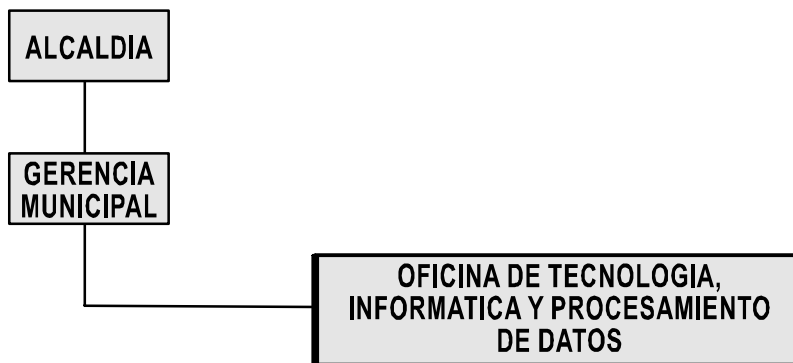 ALCALDIA
GERENCIA
MUNICIPAL
OFICINA DE TECNOLOGIA,
INFORMATICA Y PROCESAMIENTO
DE DATOS